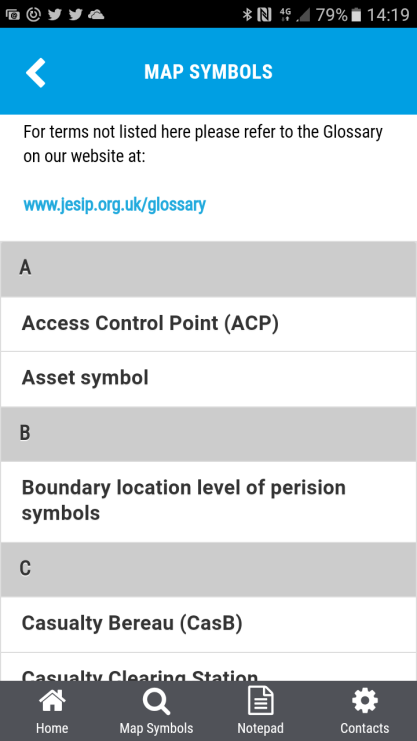 4G 79% 14:19
MAP SYMBOLS
For terms not listed here please refer to the Glossary
on our website at:
www.jesip.org.uk/glossary
A
Access Control Point (ACP)
Asset symbol
B
Boundary location level of perision
symbols
C
Casualty Bereau (CasB)
Casualty Clearing Station
Home Map Symbols Notepad Contacts